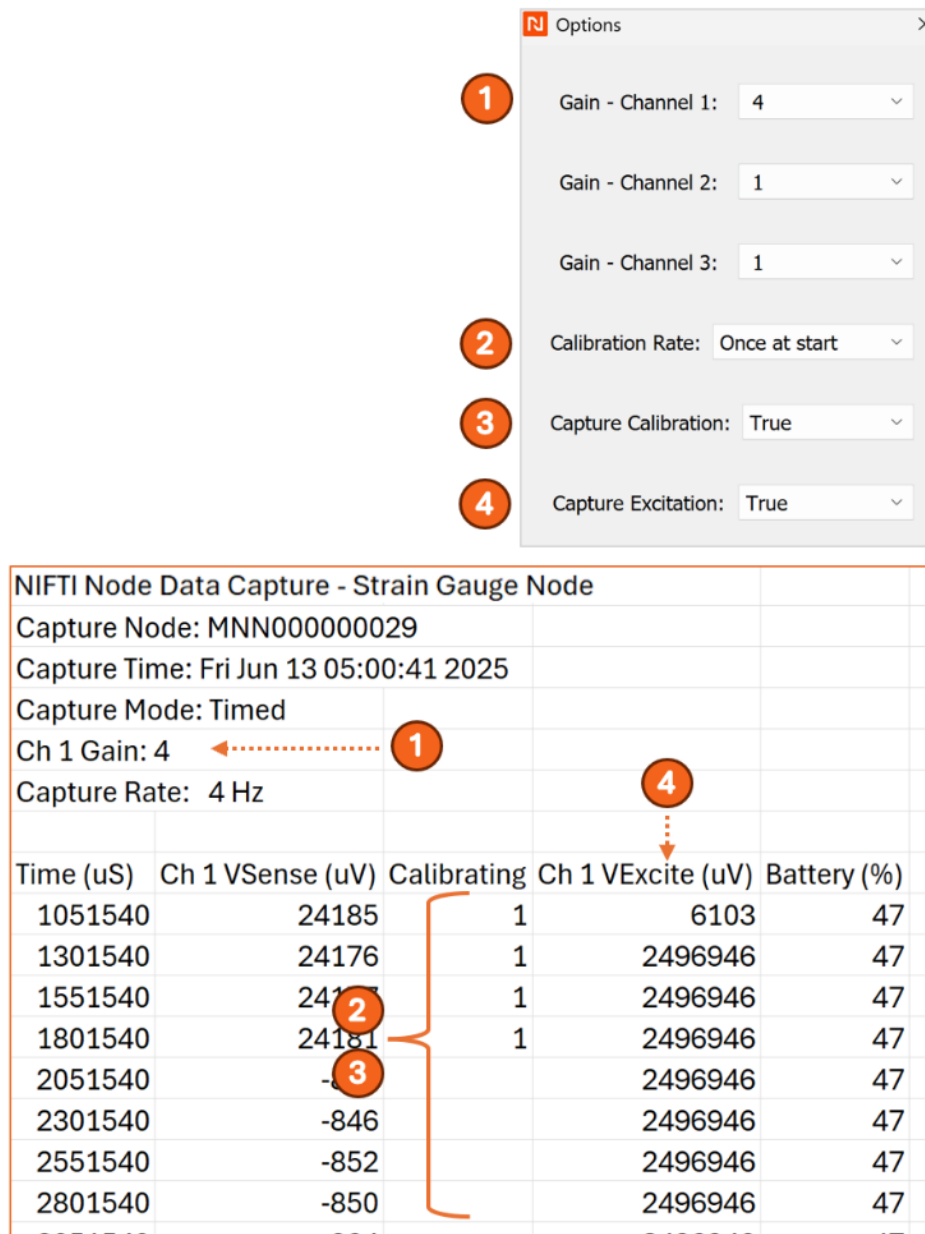 Options
1 Gain - Channel 1: 4
Gain - Channel 2: 1
Gain - Channel 3: 1
2 Calibration Rate: Once at start
3 Capture Calibration: True
4 Capture Excitation: True
NIFTI Node Data Capture - Strain Gauge Node
Capture Node: MNN000000029
Capture Time: Fri Jun 13 05:00:41 2025
Capture Mode: Timed
Ch 1 Gain: 4 1
Capture Rate: 4 Hz 4
Time (uS) Ch 1 VSense (uV) Calibrating Ch 1 VExcite (uV) Battery (%)
1051540 24185 1 6103 47
1301540 24176 1 2496946 47
1551540 2 1 2496946 47
1801540 24181 1 2496946 47
2051540 3 2496946 47
2301540 -846 2496946 47
2551540 -852 2496946 47
2801540 -850 2496946 47